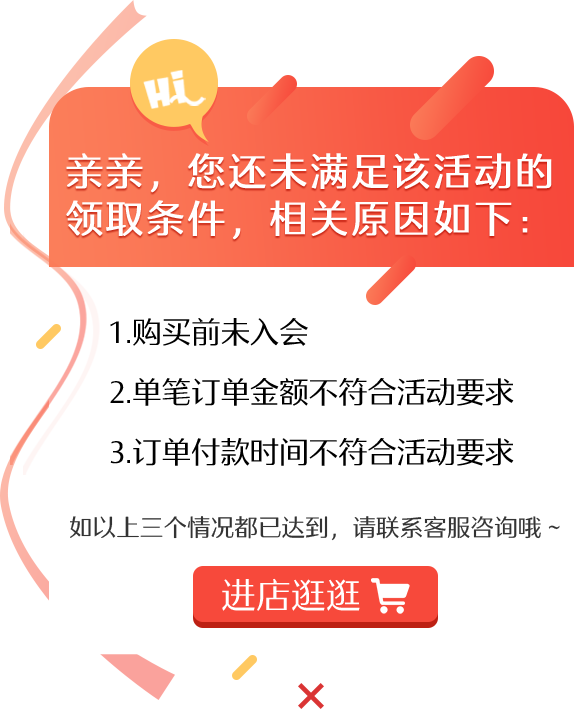 Hi
亲亲，您还未满足该活动的
领取条件，相关原因如下：
1.购买前未入会
2.单笔订单金额不符合活动要求
3.订单付款时间不符合活动要求
如以上三个情况都已达到，请联系客服咨询哦~
进店逛逛